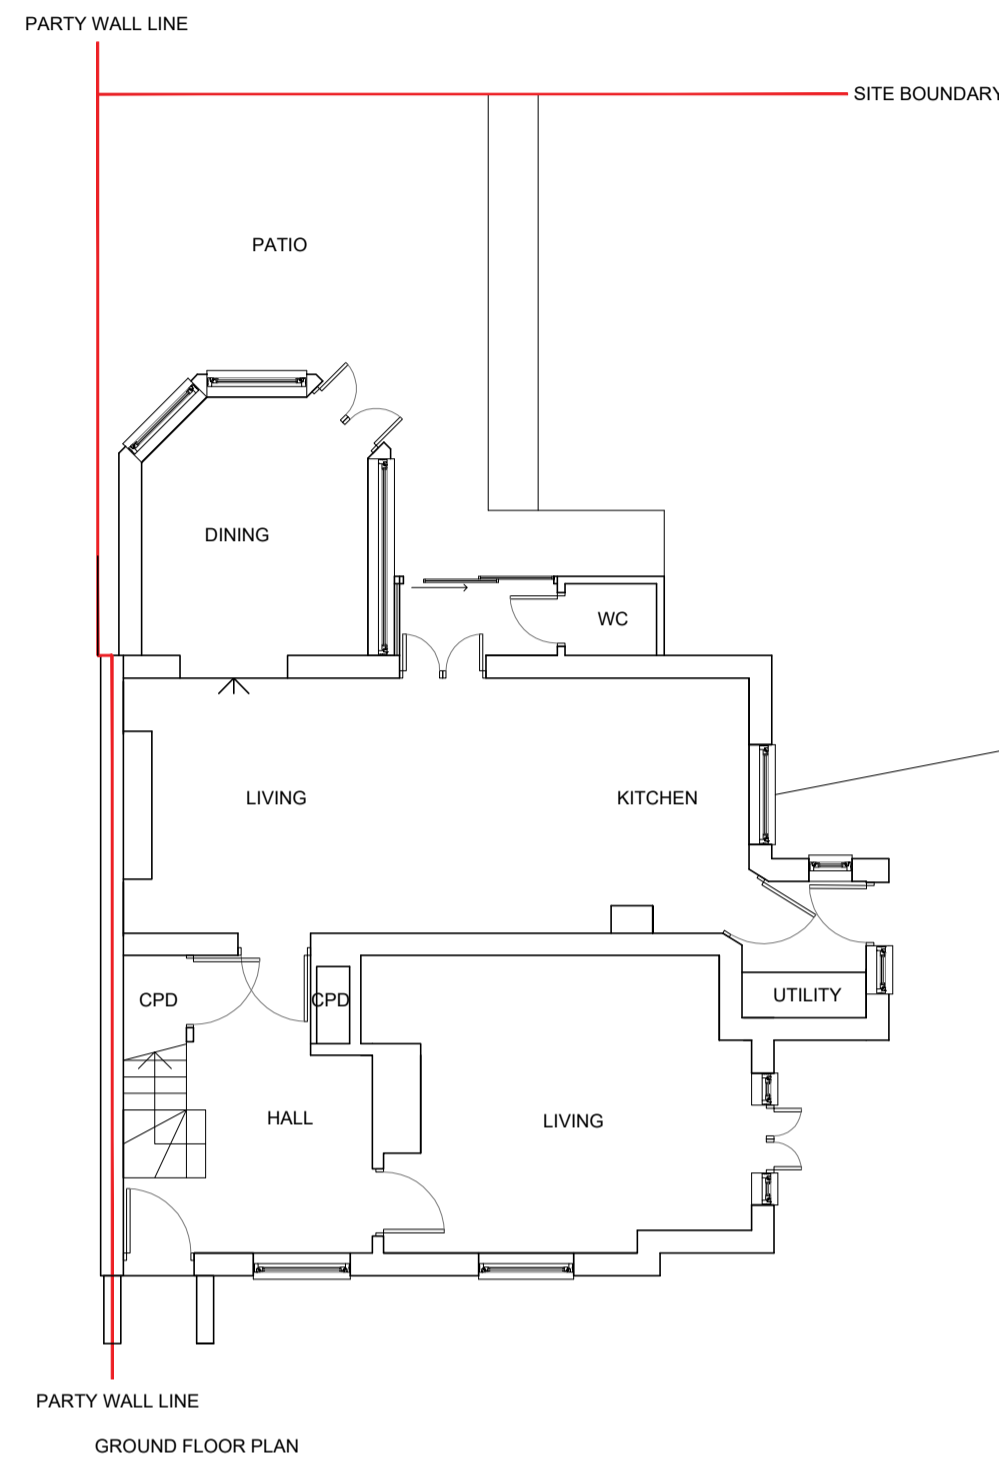 PARTY WALL LINE
SITE BOUNDARY
PATIO
DINING
WC
LIVING
KITCHEN
CPD
CPD
UTILITY
HALL
LIVING
PARTY WALL LINE
GROUND FLOOR PLAN